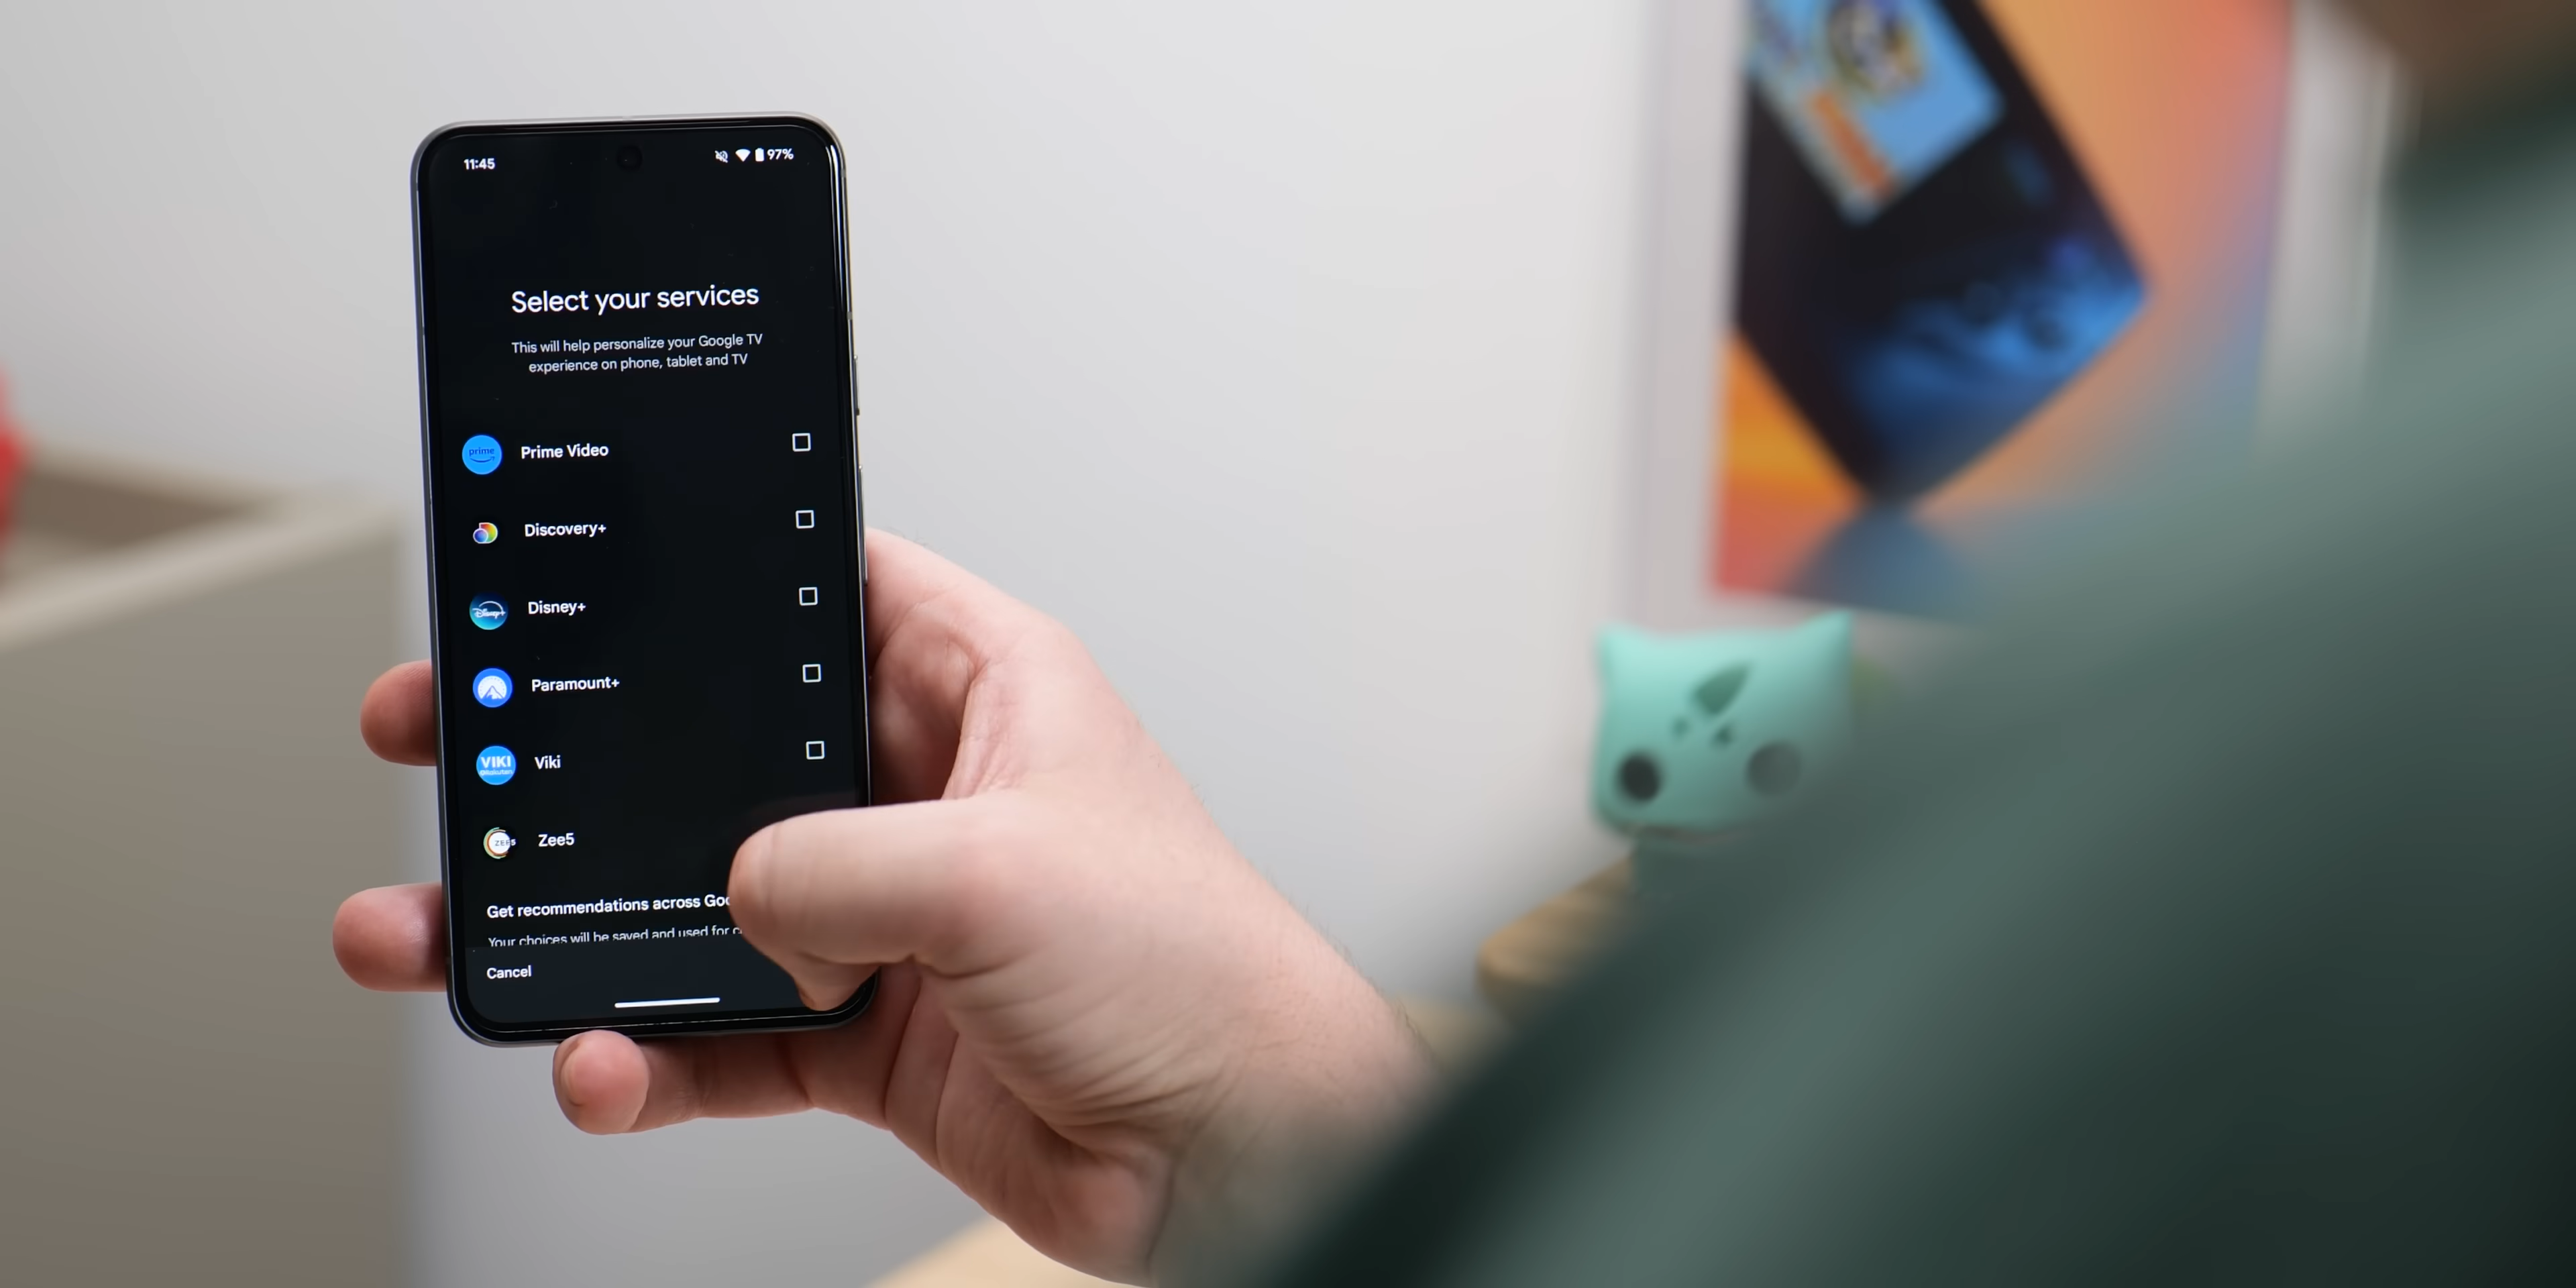 11:45
97%
Select your services
This will help personalize your Google TV
experience on phone, tablet and TV
prime
Prime Video
Discovery+
Disney+
Disney+
Paramount+
VIKI
Viki
ZEE5
Zee5
Get recommendations across
Your choices will be saved and used for
Cancel